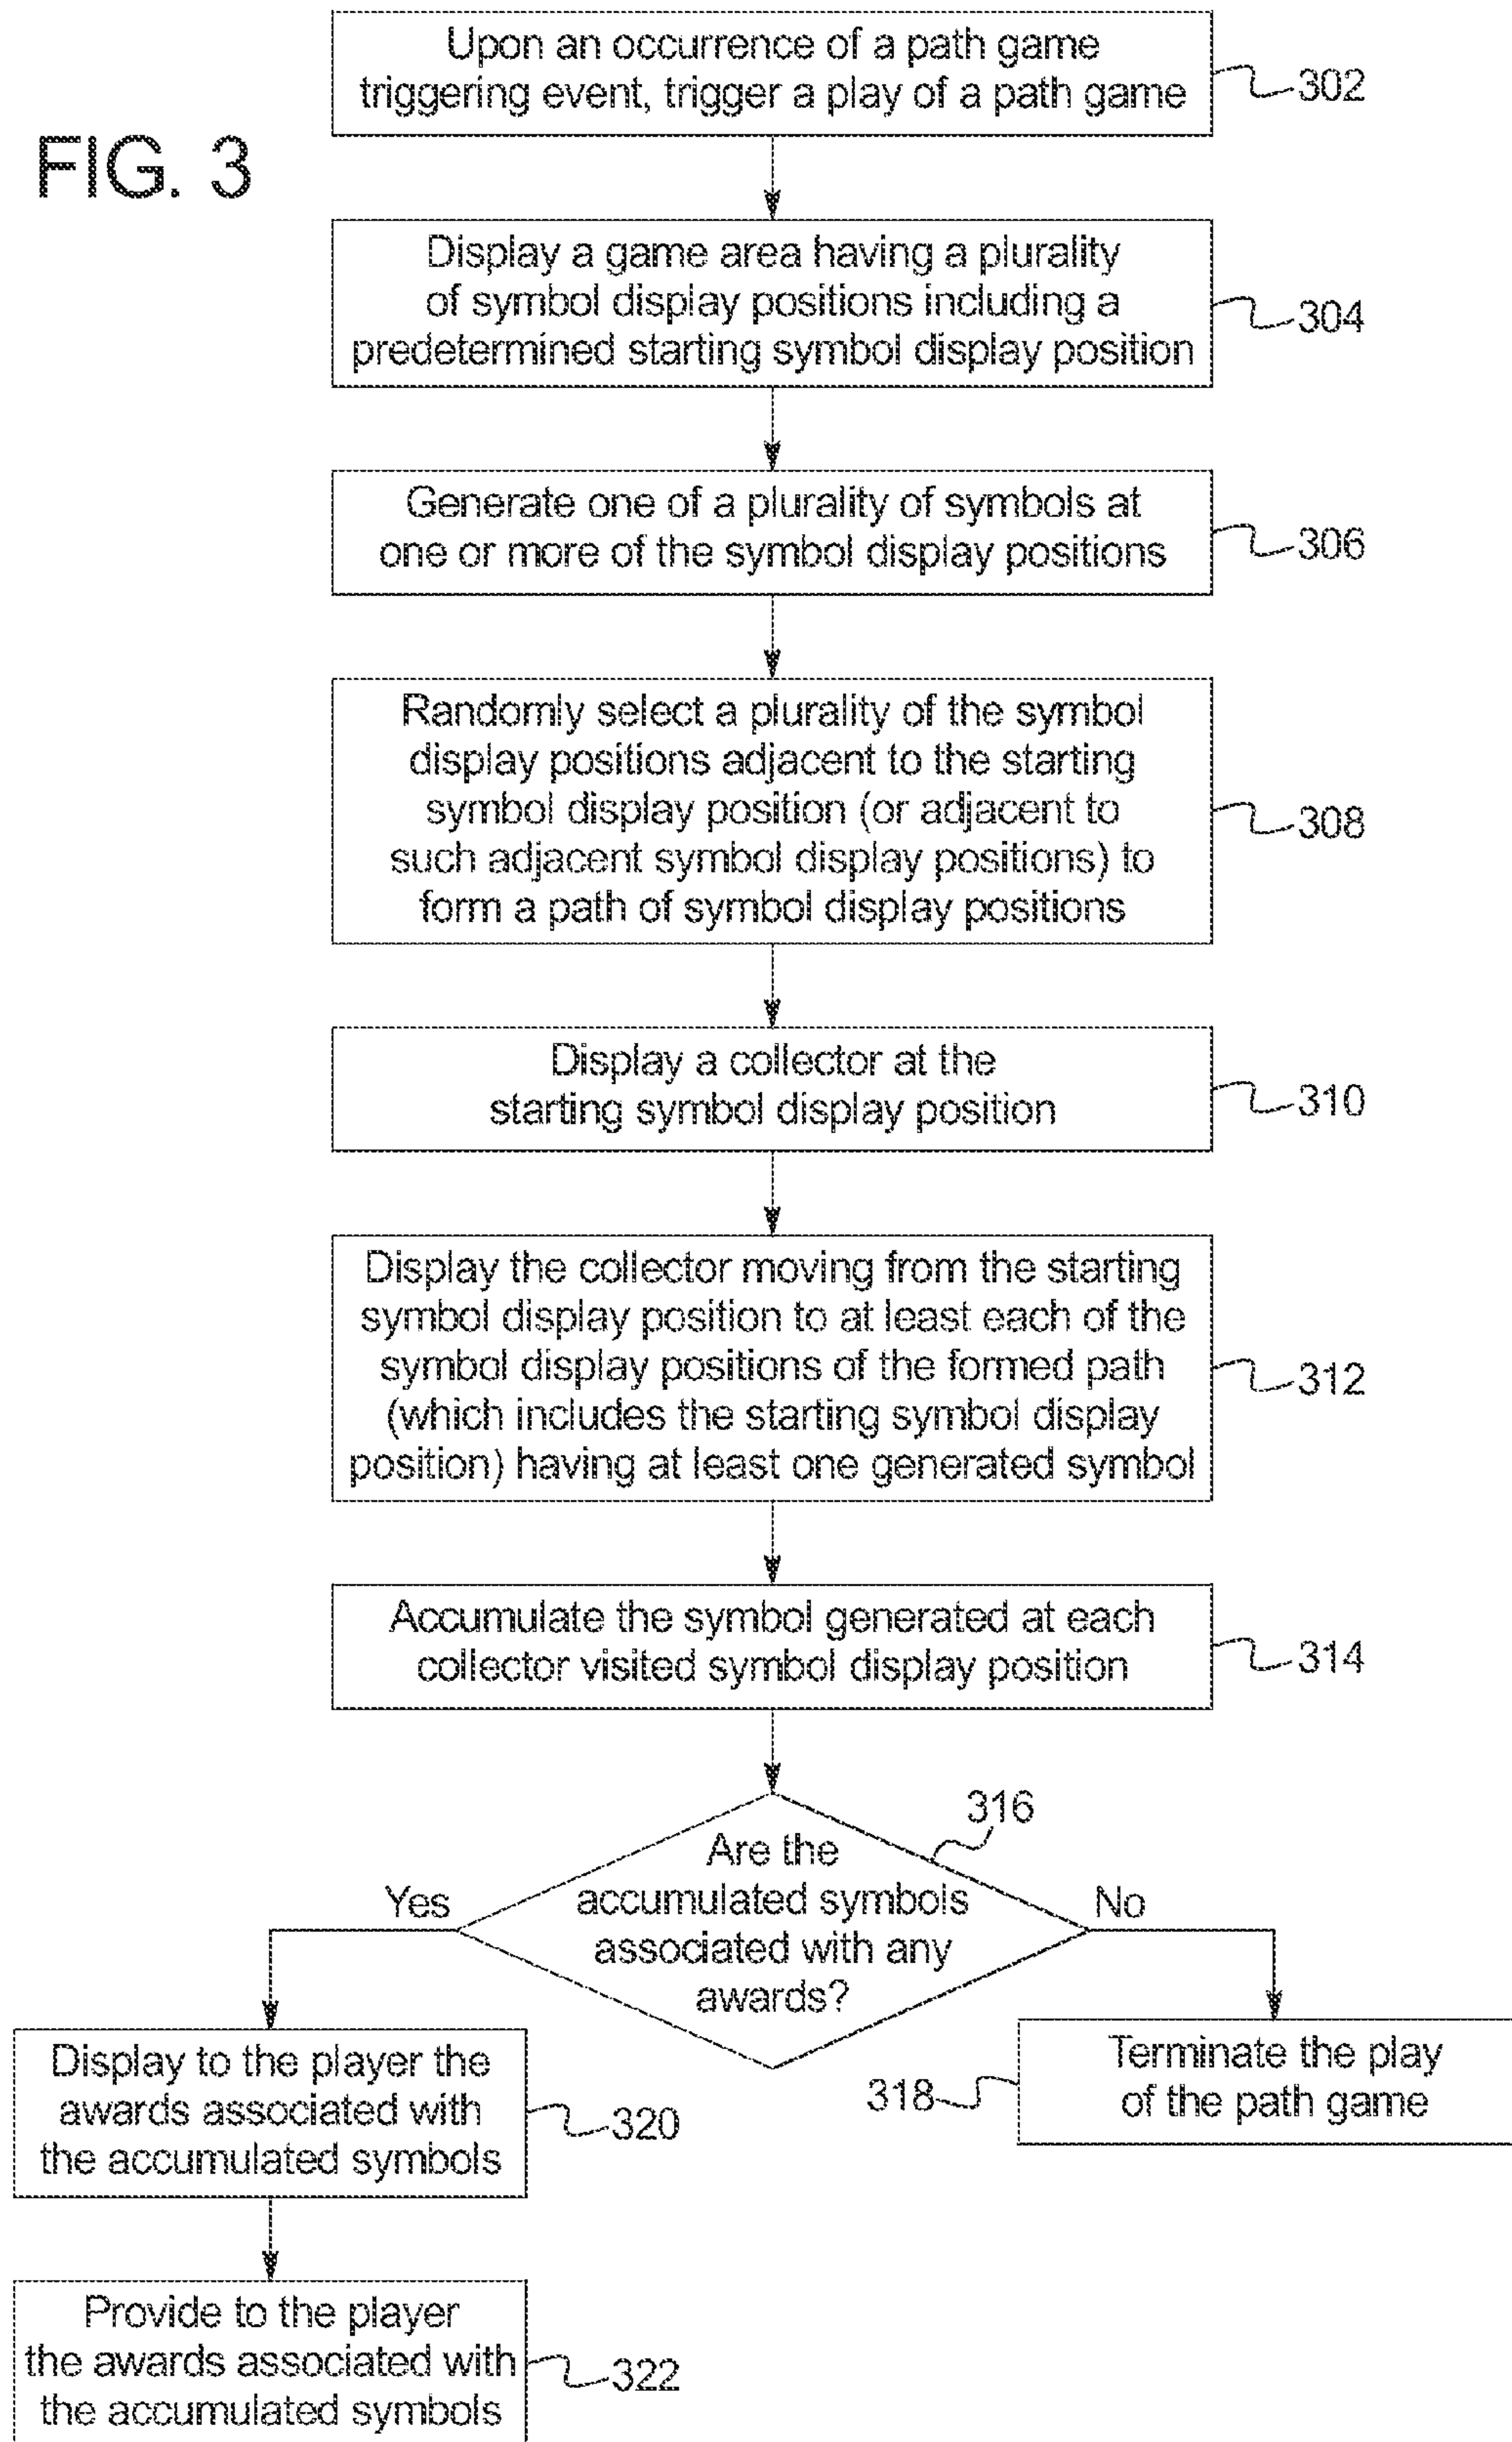 FIG. 3
Upon an occurrence of a path game
triggering event, trigger a play of a path game
302
Display a game area having a plurality
of symbol display positions including a
predetermined starting symbol display position
304
Generate one of a plurality of symbols at
one or more of the symbol display positions
306
Randomly select a plurality of the symbol
display positions adjacent to the starting
symbol display position (or adjacent to
such adjacent symbol display positions) to
form a path of symbol display positions
308
Display a collector at the
starting symbol display position
310
Display the collector moving from the starting
symbol display position to at least each of the
symbol display positions of the formed path
(which includes the starting symbol display
position) having at least one generated symbol
312
Accumulate the symbol generated at each
collector visited symbol display position
314
316
Are the
accumulated symbols
associated with any
awards?
Yes
No
Display to the player the
awards associated with
the accumulated symbols
320
318
Terminate the play
of the path game
Provide to the player
the awards associated with
the accumulated symbols
322